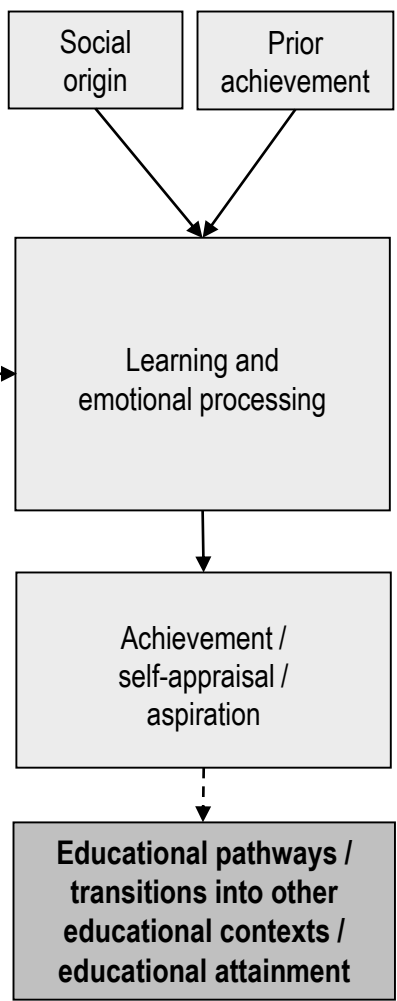 Social
origin
Prior
achievement
Learning and
emotional processing
Achievement /
self-appraisal /
aspiration
Educational pathways /
transitions into other
educational contexts /
educational attainment